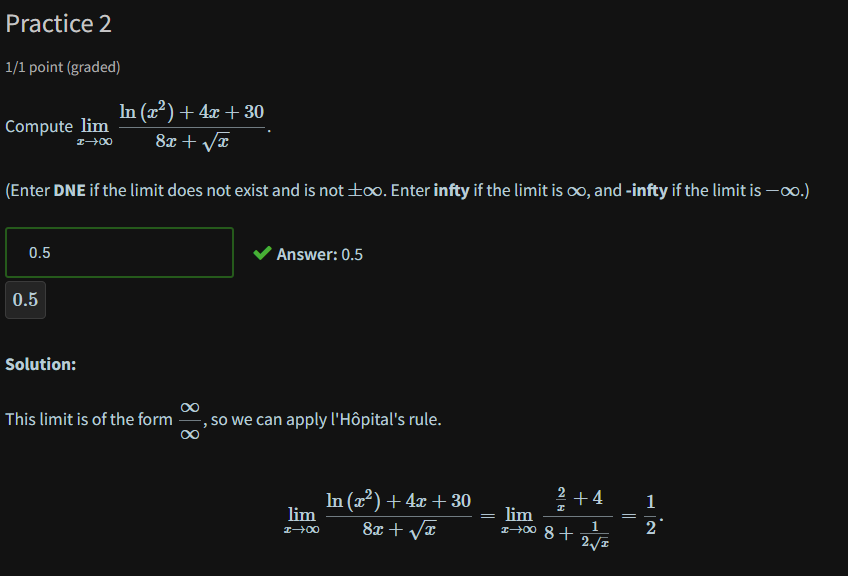 Practice 2
1/1 point (graded)
Compute lim x→∞ (ln (x²) + 4x + 30) / (8x + √x).
(Enter DNE if the limit does not exist and is not ±∞. Enter infty if the limit is ∞, and -infty if the limit is −∞.)
0.5
✔ Answer: 0.5
0.5
Solution:
This limit is of the form ∞/∞, so we can apply l'Hôpital's rule.
lim x→∞ (ln (x²) + 4x + 30) / (8x + √x) = lim x→∞ (2/x + 4) / (8 + 1/(2√x)) = 1/2.